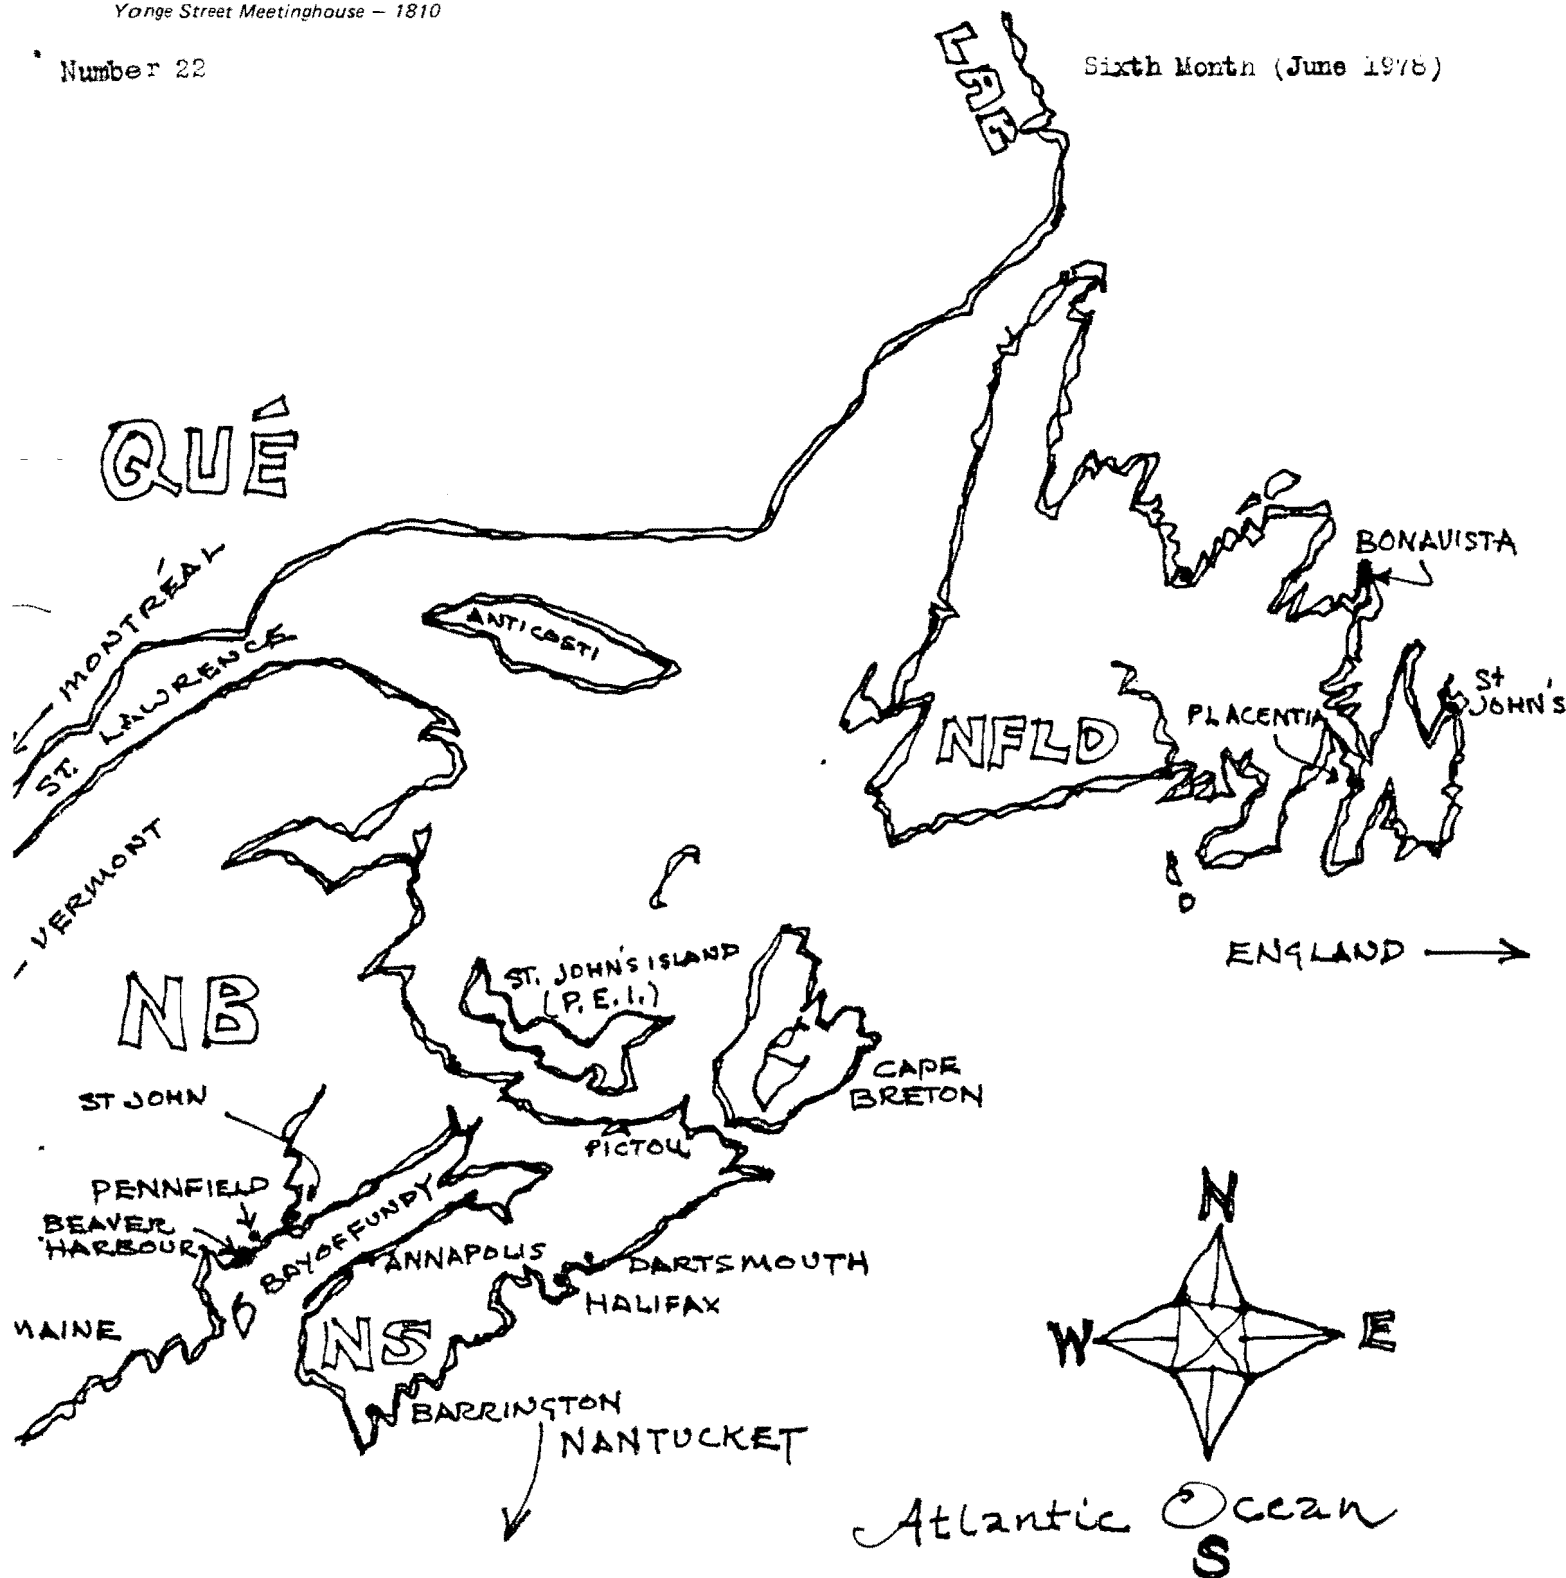 Yonge Street Meetinghouse — 1810
Number 22
Sixth Month (June 1978)
LAB
QUÉ
BONAVISTA
MONTRÉAL
ANTICOSTI
ST. LAWRENCE
St
JOHN'S
PLACENTIA
NFLD
VERMONT
ENGLAND
ST. JOHN'S ISLAND
(P.E.I.)
NB
CAPE
BRETON
ST JOHN
PICTOU
PENNFIELD
BEAVER
HARBOUR
BAY OF FUNDY
ANNAPOLIS
DARTSMOUTH
HALIFAX
MAINE
NS
BARRINGTON
NANTUCKET
N
W
E
S
Atlantic Ocean